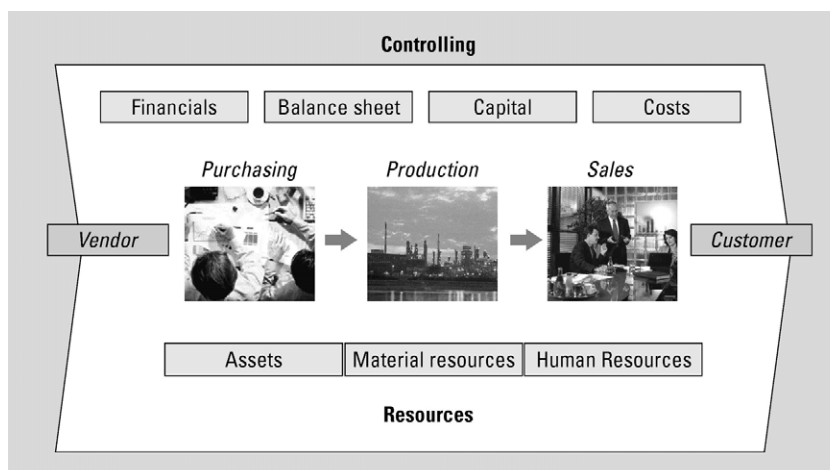 Controlling
Financials
Balance sheet
Capital
Costs
Purchasing
Production
Sales
Vendor
Customer
Assets
Material resources
Human Resources
Resources